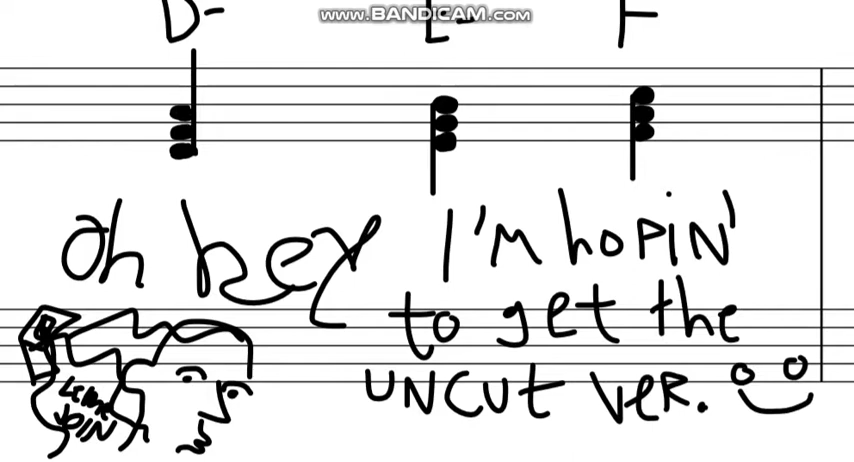 www.BANDICAM.com
D-
oh hey I'M hoPiN'
to get the
UNCUt VER.